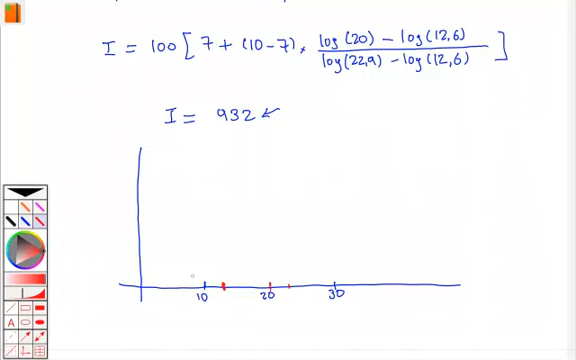 I = 100 [ 7 + (10-7) * log(20) - log(12,6) / log(22,9) - log(12,6) ]
I = 932
10 20 30
A